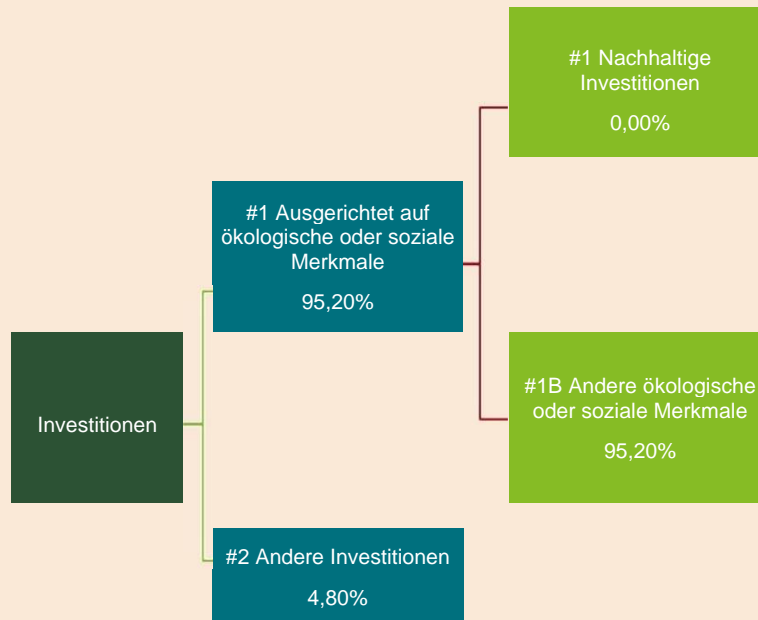 #1 Nachhaltige
Investitionen
0,00%
#1 Ausgerichtet auf
ökologische oder soziale
Merkmale
95,20%
Investitionen
#1B Andere ökologische
oder soziale Merkmale
95,20%
#2 Andere Investitionen
4,80%